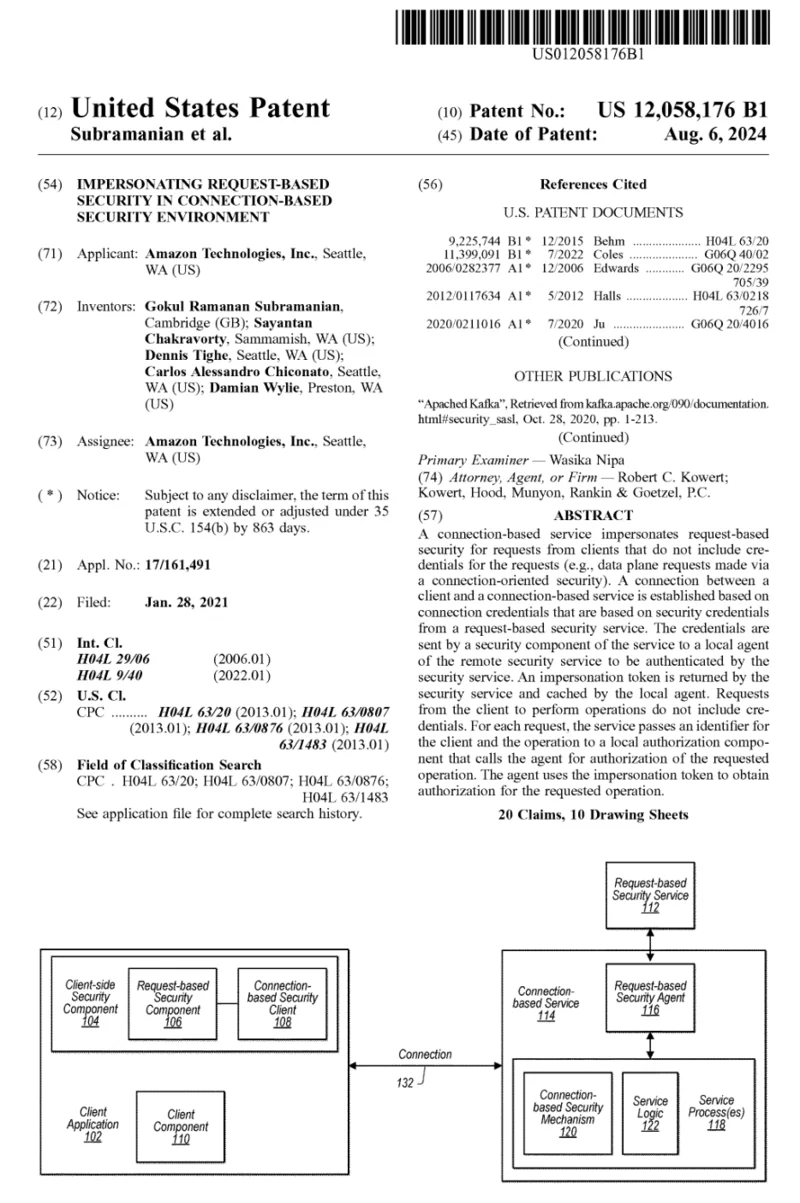 US012058176B1
(12) United States Patent
Subramanian et al.
(10) Patent No.: US 12,058,176 B1
(45) Date of Patent: Aug. 6, 2024
(54) IMPERSONATING REQUEST-BASED
SECURITY IN CONNECTION-BASED
SECURITY ENVIRONMENT
(71) Applicant: Amazon Technologies, Inc., Seattle,
WA (US)
(72) Inventors: Gokul Ramanan Subramanian,
Cambridge (GB); Sayantan
Chakravorty, Sammamish, WA (US);
Dennis Tighe, Seattle, WA (US);
Carlos Alessandro Chiconato, Seattle,
WA (US); Damian Wylie, Preston, WA
(US)
(73) Assignee: Amazon Technologies, Inc., Seattle,
WA (US)
( * ) Notice: Subject to any disclaimer, the term of this
patent is extended or adjusted under 35
U.S.C. 154(b) by 863 days.
(21) Appl. No.: 17/161,491
(22) Filed: Jan. 28, 2021
(51) Int. Cl.
H04L 29/06 (2006.01)
H04L 9/40 (2022.01)
(52) U.S. Cl.
CPC .......... H04L 63/20 (2013.01); H04L 63/0807
(2013.01); H04L 63/0876 (2013.01); H04L
63/1483 (2013.01)
(58) Field of Classification Search
CPC . H04L 63/20; H04L 63/0807; H04L 63/0876;
H04L 63/1483
See application file for complete search history.
(56) References Cited
U.S. PATENT DOCUMENTS
9,225,744 B1 * 12/2015 Behm ..................... H04L 63/20
11,399,091 B1 * 7/2022 Coles ..................... G06Q 40/02
2006/0282377 A1 * 12/2006 Edwards ............ G06Q 20/2295
705/39
2012/0117634 A1 * 5/2012 Halls ................... H04L 63/0218
726/7
2020/0211016 A1 * 7/2020 Ju ...................... G06Q 20/4016
(Continued)
OTHER PUBLICATIONS
“Apached Kafka”, Retrieved from kafka.apache.org/090/documentation.
html#security_sasl, Oct. 28, 2020, pp. 1-213.
(Continued)
Primary Examiner — Wasika Nipa
(74) Attorney, Agent, or Firm — Robert C. Kowert;
Kowert, Hood, Munyon, Rankin & Goetzel, P.C.
(57) ABSTRACT
A connection-based service impersonates request-based
security for requests from clients that do not include cre-
dentials for the requests (e.g., data plane requests made via
a connection-oriented security). A connection between a
client and a connection-based service is established based on
connection credentials that are based on security credentials
from a request-based security service. The credentials are
sent by a security component of the service to a local agent
of the remote security service to be authenticated by the
security service. An impersonation token is returned by the
security service and cached by the local agent. Requests
from the client to perform operations do not include cre-
dentials. For each request, the service passes an identifier for
the client and the operation to a local authorization compo-
nent that calls the agent for authorization of the requested
operation. The agent uses the impersonation token to obtain
authorization for the requested operation.
20 Claims, 10 Drawing Sheets
Request-based
Security Service
112
Client-side
Security
Component
104
Request-based
Security
Component
106
Connection-
based Security
Client
108
Client
Application
102
Client
Component
110
Connection
132
Connection-
based Service
114
Request-based
Security Agent
116
Connection-
based Security
Mechanism
120
Service
Logic
122
Service
Process(es)
118